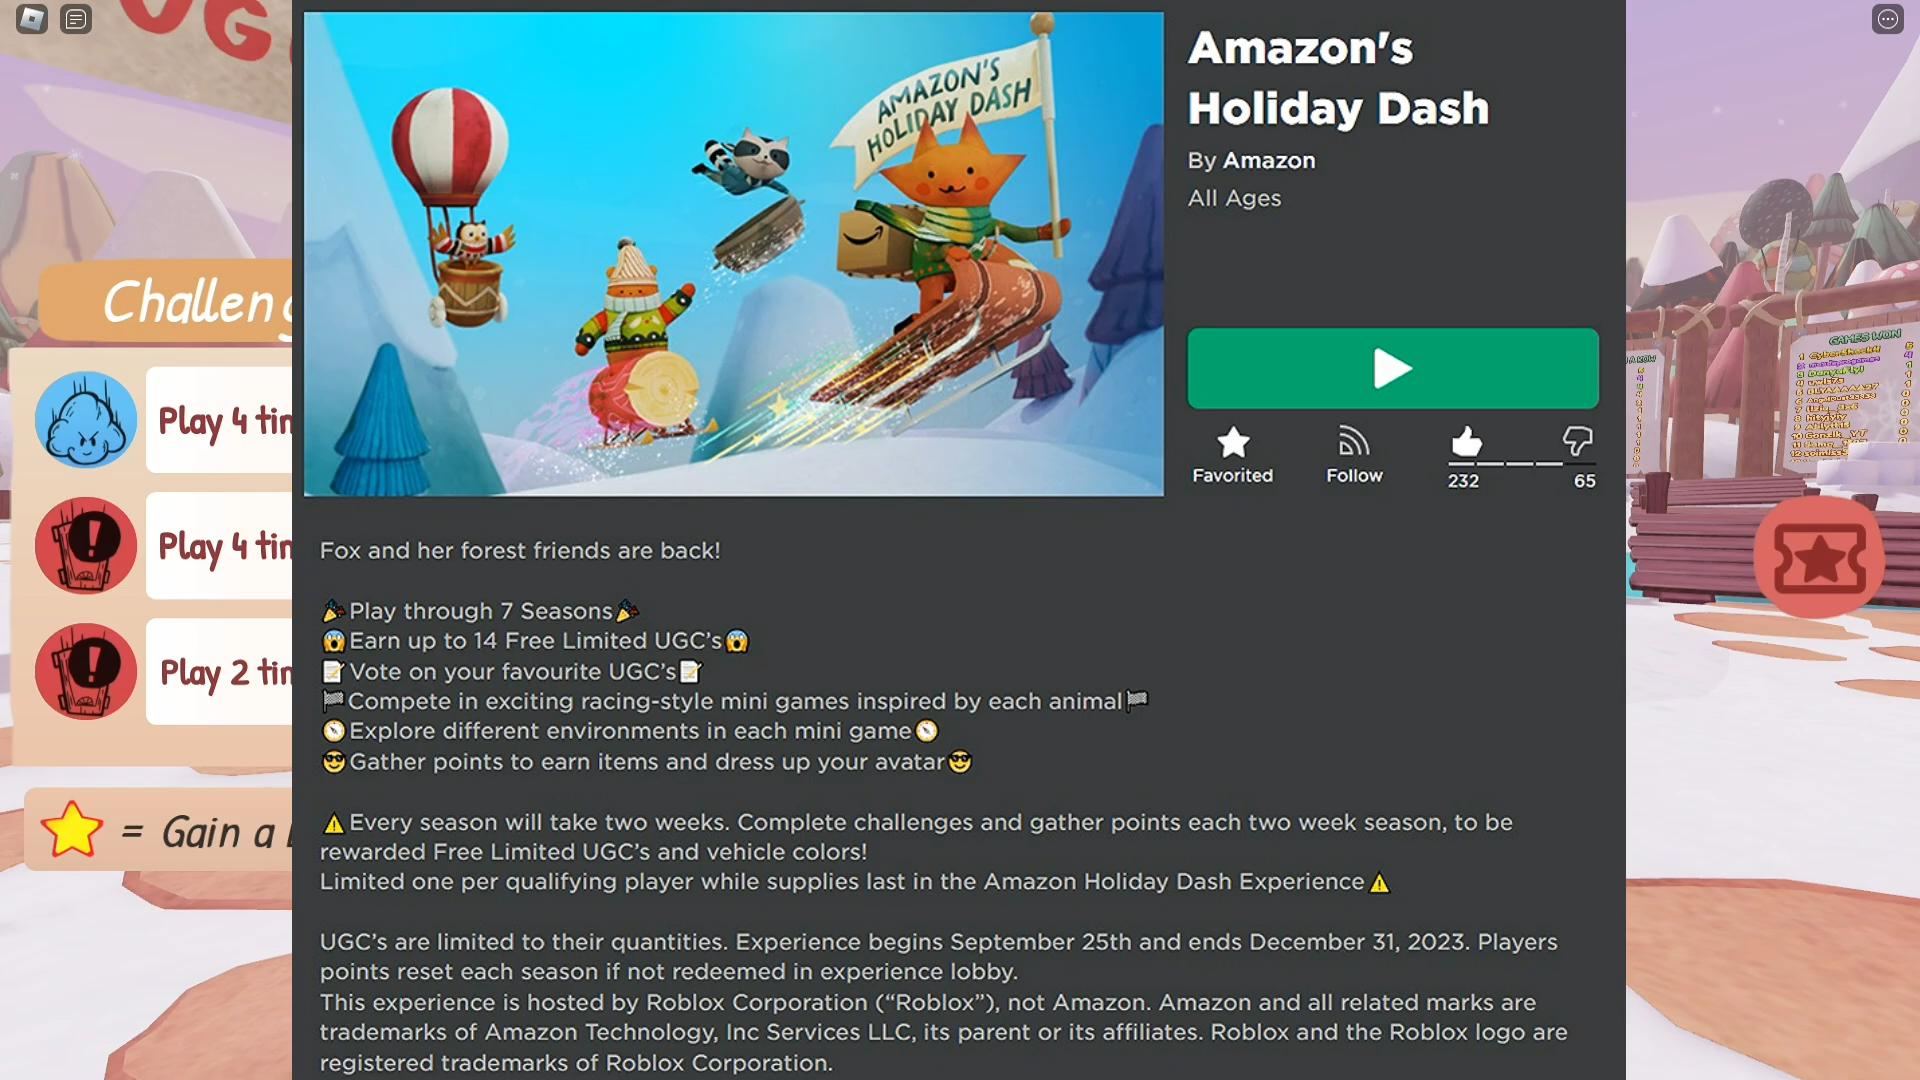 UG
Challeng
Play 4 tim
Play 4 tim
Play 2 tim
= Gain a
AMAZON'S
HOLIDAY DASH
Amazon's
Holiday Dash
By Amazon
All Ages
Favorited
Follow
232
65
Fox and her forest friends are back!
🎉Play through 7 Seasons🎉
😱Earn up to 14 Free Limited UGC’s😱
📝Vote on your favourite UGC’s📝
🏁Compete in exciting racing-style mini games inspired by each animal🏁
🧭Explore different environments in each mini game🧭
😎Gather points to earn items and dress up your avatar😎
⚠️Every season will take two weeks. Complete challenges and gather points each two week season, to be
rewarded Free Limited UGC’s and vehicle colors!
Limited one per qualifying player while supplies last in the Amazon Holiday Dash Experience⚠️
UGC’s are limited to their quantities. Experience begins September 25th and ends December 31, 2023. Players
points reset each season if not redeemed in experience lobby.
This experience is hosted by Roblox Corporation (“Roblox”), not Amazon. Amazon and all related marks are
trademarks of Amazon Technology, Inc Services LLC, its parent or its affiliates. Roblox and the Roblox logo are
registered trademarks of Roblox Corporation.
GAMES WON